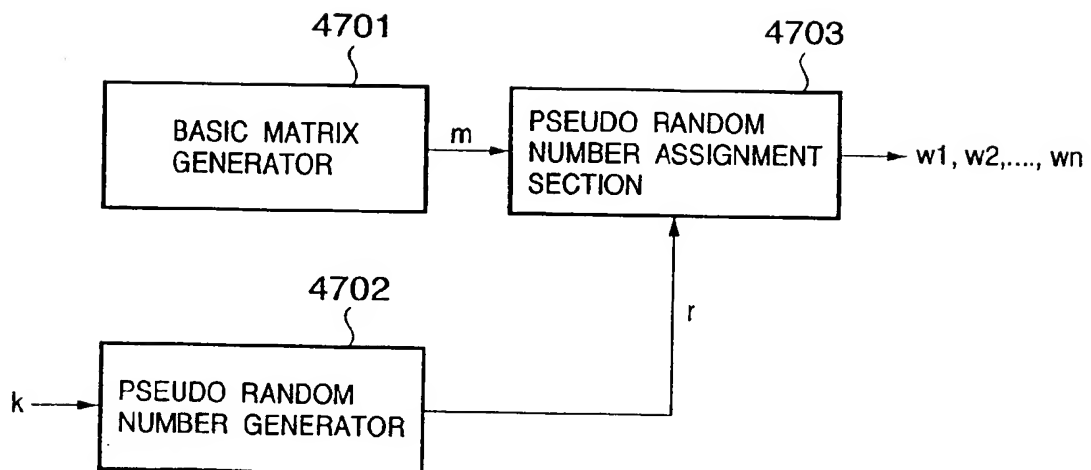 4701
4703
BASIC MATRIX
GENERATOR
m
PSEUDO RANDOM
NUMBER ASSIGNMENT
SECTION
w1, w2,...., wn
4702
r
k
PSEUDO RANDOM
NUMBER GENERATOR